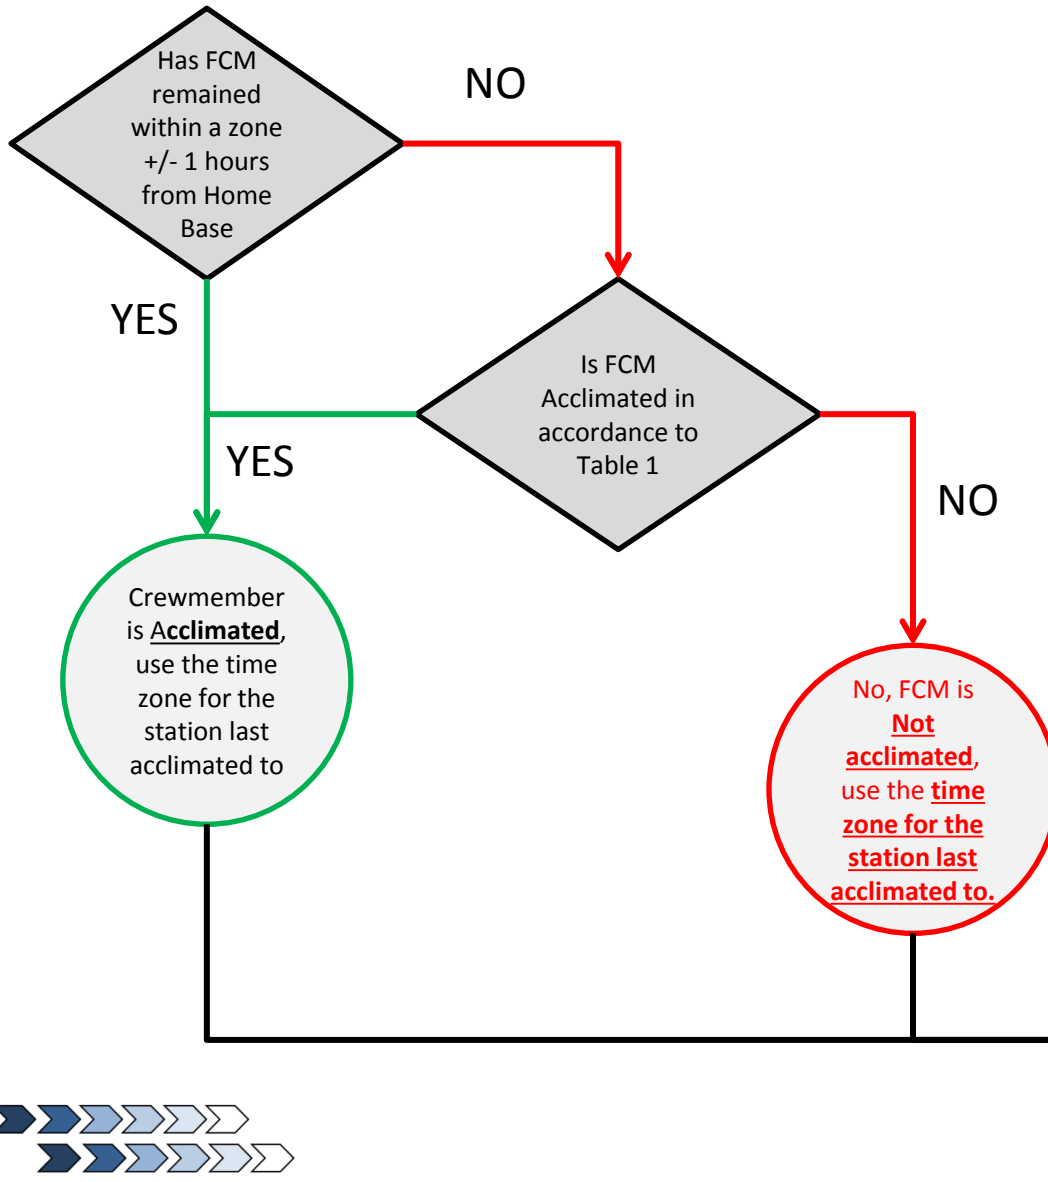 Has FCM
remained
within a zone
+/- 1 hours
from Home
Base
NO
YES
Is FCM
Acclimated in
accordance to
Table 1
YES
NO
Crewmember
is Acclimated,
use the time
zone for the
station last
acclimated to
No, FCM is
Not
acclimated,
use the time
zone for the
station last
acclimated to.